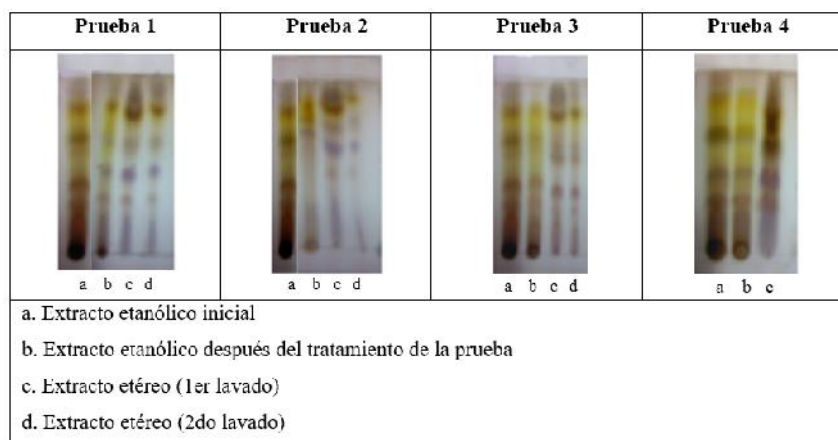 Prueba 1 Prueba 2 Prueba 3 Prueba 4
a b c d a b c d a b c d a b c
a. Extracto etanólico inicial
b. Extracto etanólico después del tratamiento de la prueba
c. Extracto etéreo (1er lavado)
d. Extracto etéreo (2do lavado)